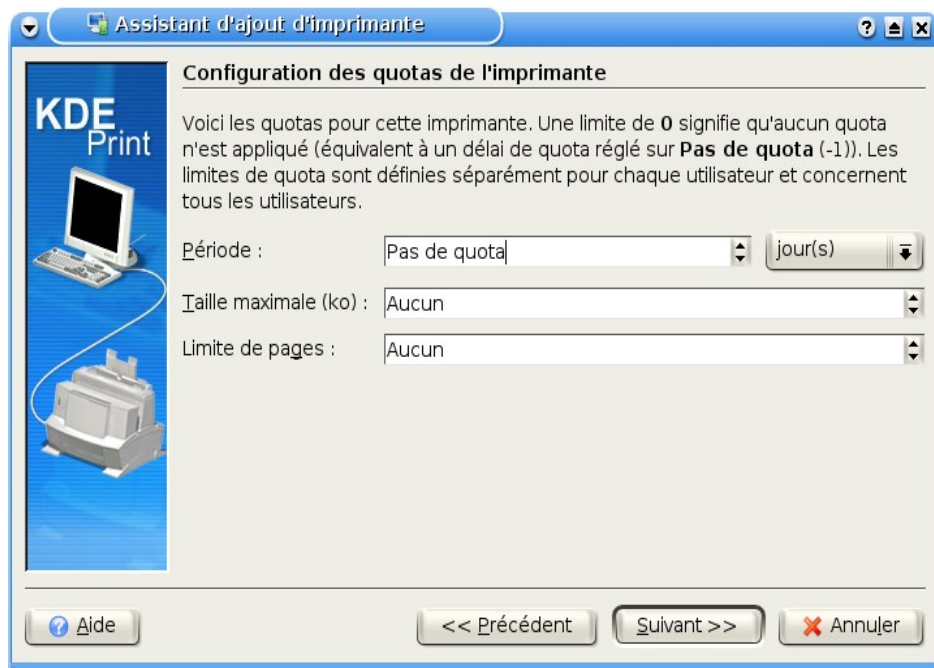 Assistant d'ajout d'imprimante
KDE
Print
Configuration des quotas de l'imprimante
Voici les quotas pour cette imprimante. Une limite de 0 signifie qu'aucun quota
n'est appliqué (équivalent à un délai de quota réglé sur Pas de quota (-1)). Les
limites de quota sont définies séparément pour chaque utilisateur et concernent
tous les utilisateurs.
Période : Pas de quota jour(s)
Taille maximale (ko) : Aucun
Limite de pages : Aucun
Aide << Précédent Suivant >> Annuler